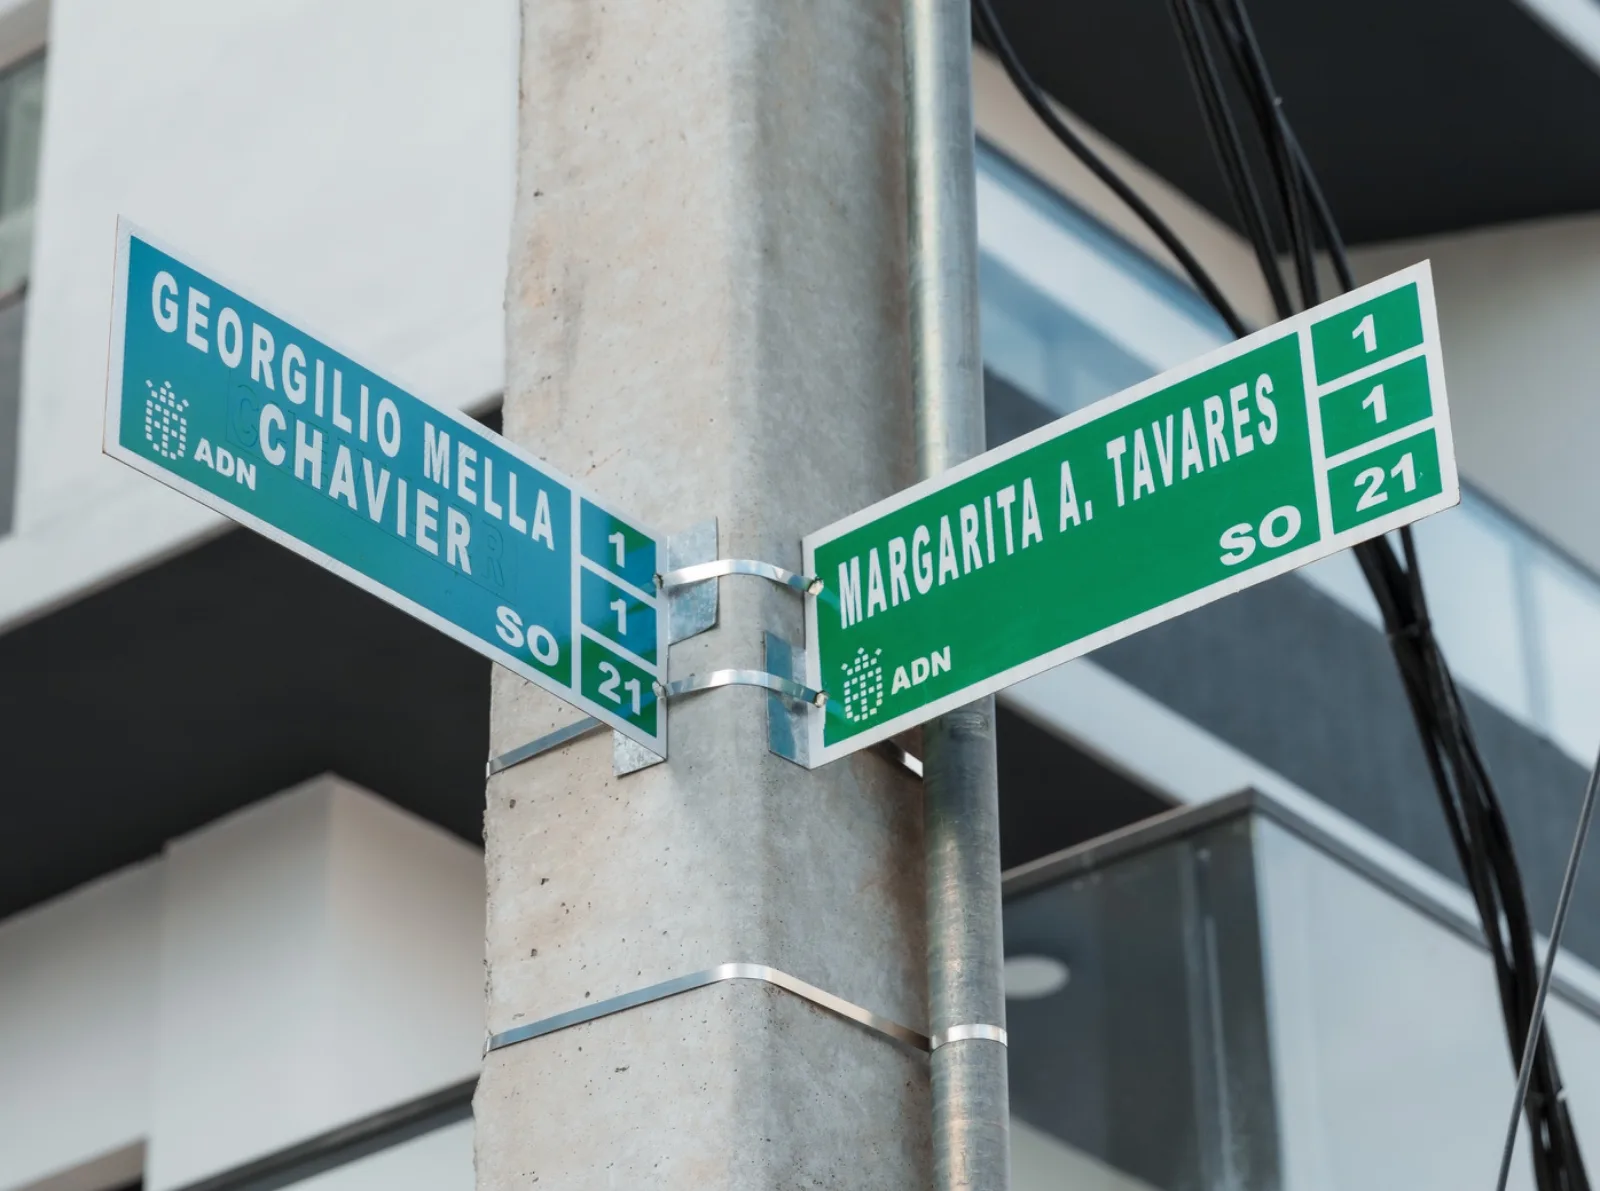 GEORGILIO MELLA
CHAVIER
ADN
SO
1
1
21
MARGARITA A. TAVARES
SO
ADN
1
1
21